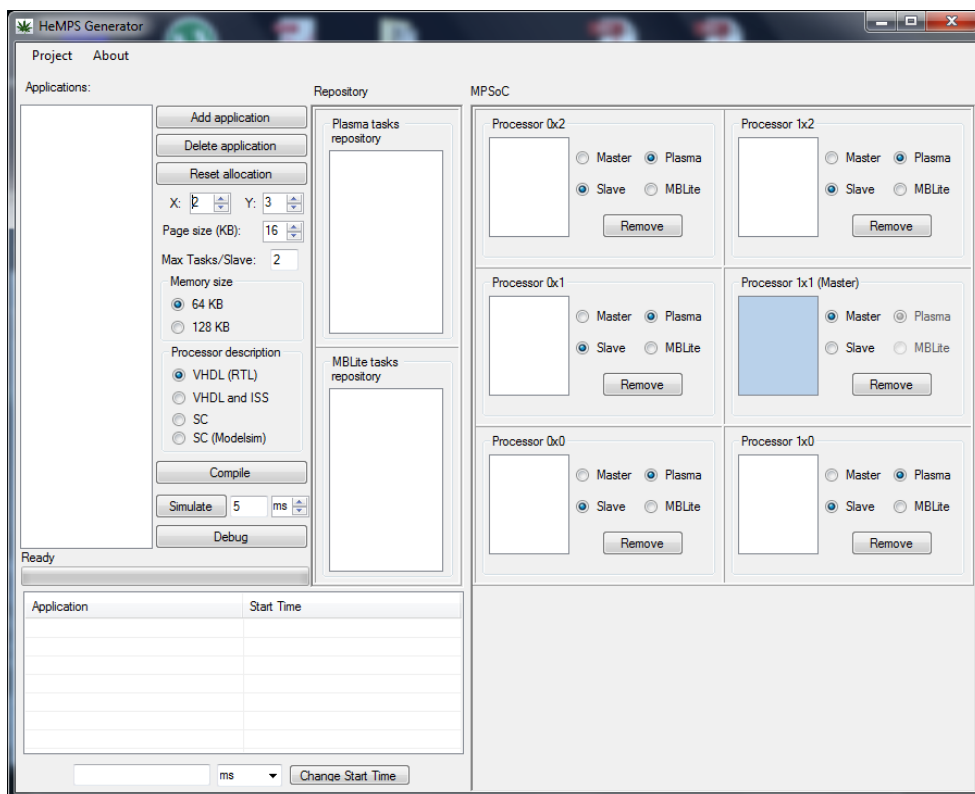 HeMPS Generator
Project About
Applications:
Repository
MPSoC
Add application
Delete application
Reset allocation
X: 2 Y: 3
Page size (KB): 16
Max Tasks/Slave: 2
Memory size
64 KB
128 KB
Processor description
VHDL (RTL)
VHDL and ISS
SC
SC (Modelsim)
Compile
Simulate 5 ms
Debug
Ready
Plasma tasks
repository
MBLite tasks
repository
Processor 0x2
Master Plasma
Slave MBLite
Remove
Processor 1x2
Master Plasma
Slave MBLite
Remove
Processor 0x1
Master Plasma
Slave MBLite
Remove
Processor 1x1 (Master)
Master Plasma
Slave MBLite
Remove
Processor 0x0
Master Plasma
Slave MBLite
Remove
Processor 1x0
Master Plasma
Slave MBLite
Remove
Application Start Time
ms Change Start Time